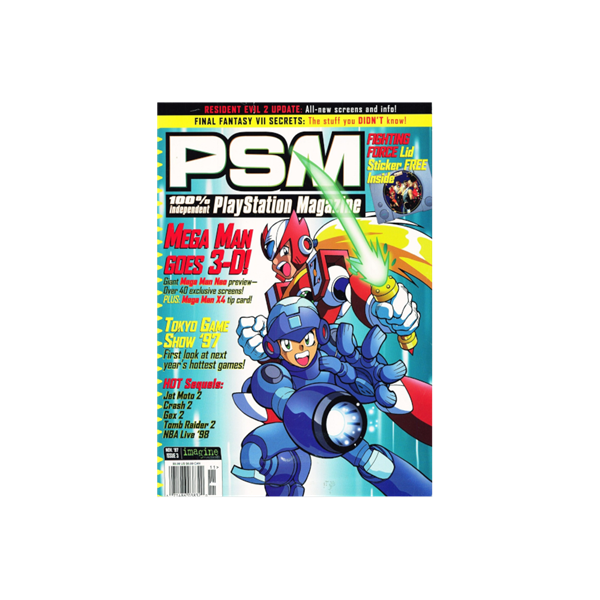 RESIDENT EVIL 2 UPDATE: All-new screens and info!
FINAL FANTASY VII SECRETS: The stuff you DIDN'T know!
PSM
100% independent PlayStation Magazine
FIGHTING
FORCE Lid
Sticker FREE
Inside
MEGA MAN
GOES 3-D!
Giant Mega Man Neo preview—
Over 40 exclusive screens!
PLUS: Mega Man X4 tip card!
TOKYO GAME
SHOW '97
First look at next
year's hottest games!
HOT Sequels:
Jet Moto 2
Crash 2
Gex 2
Tomb Raider 2
NBA Live '98
NOV. '97
ISSUE 3
imagine